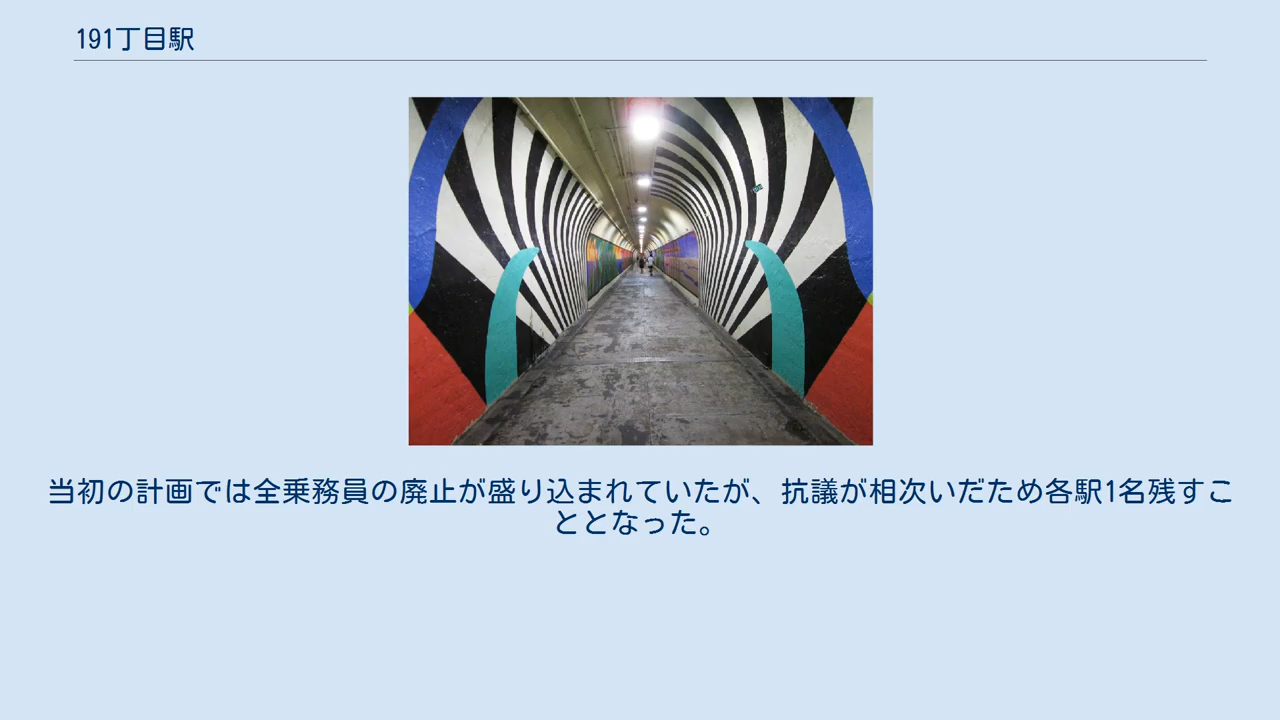 191丁目駅
当初の計画では全乗務員の廃止が盛り込まれていたが、抗議が相次いだため各駅1名残すこ
ととなった。